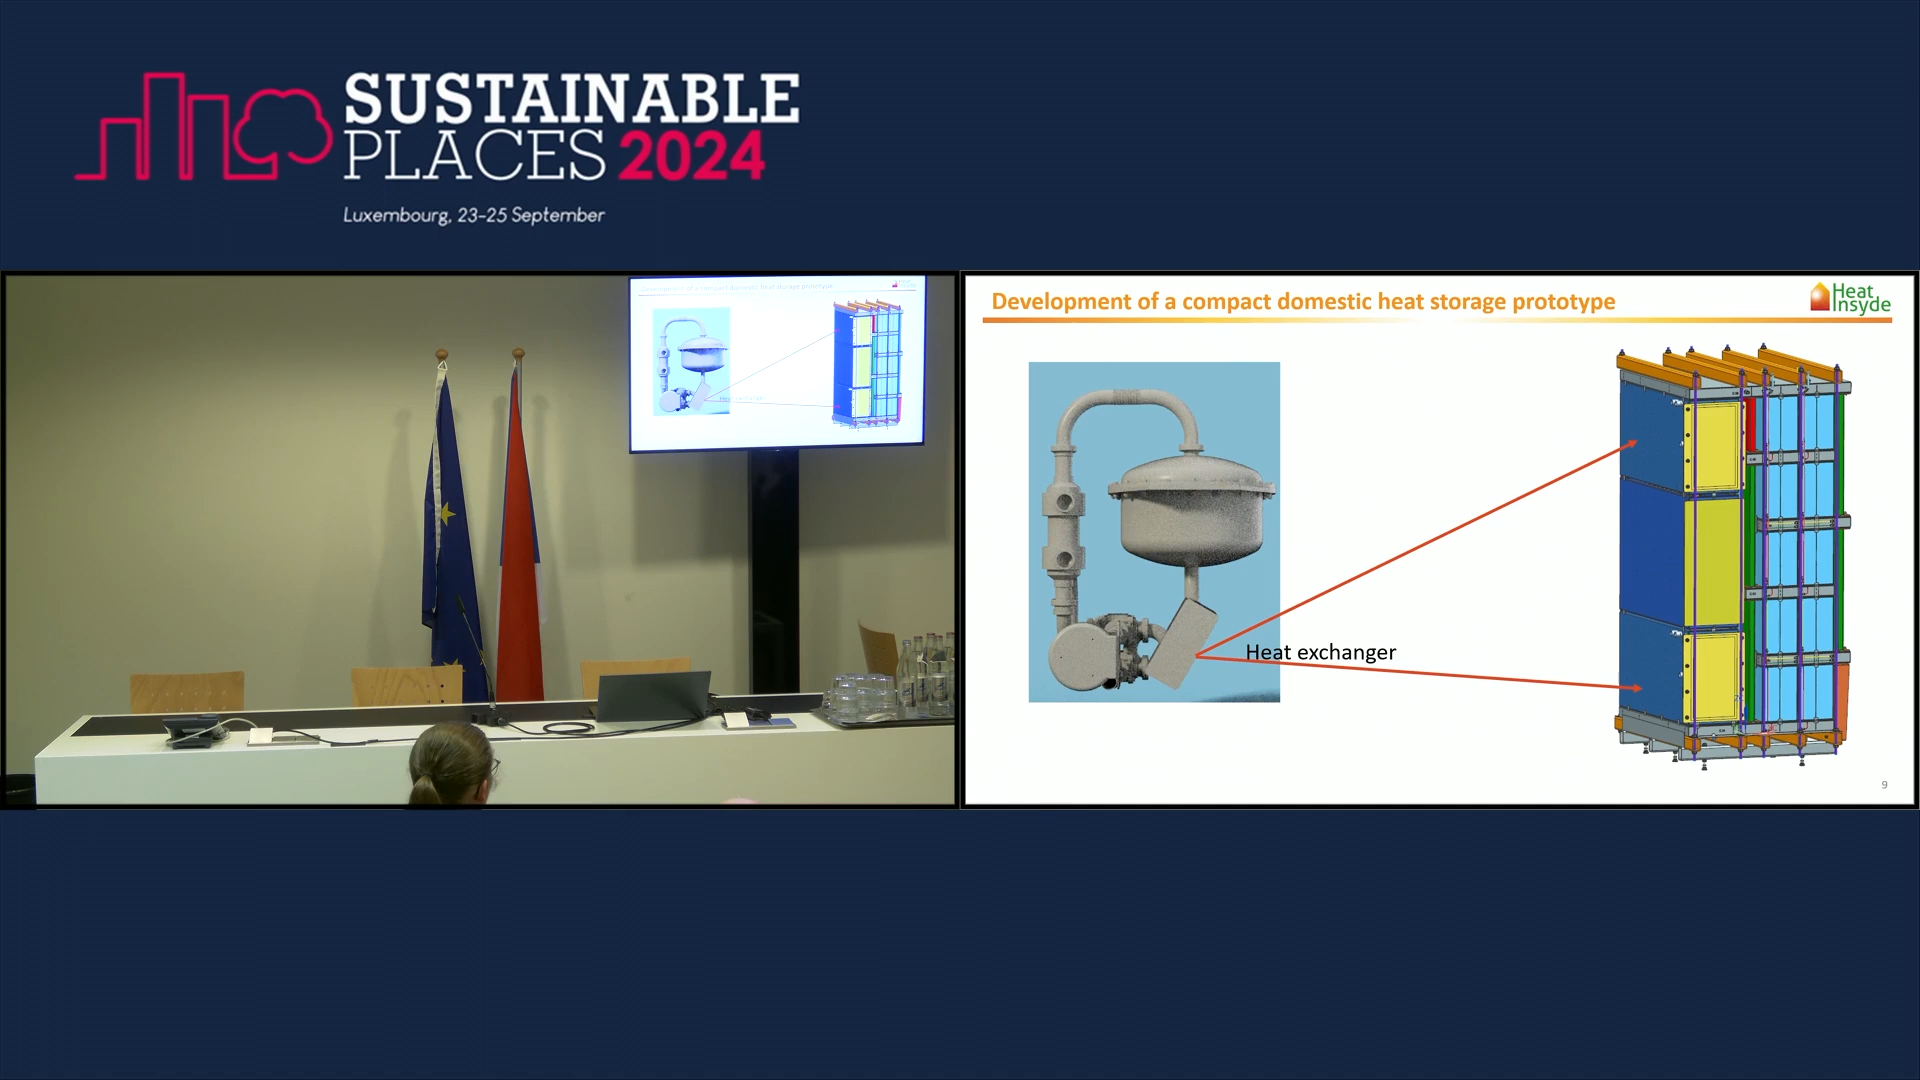 SUSTAINABLE
PLACES 2024
Luxembourg, 23-25 September
Development of a compact domestic heat storage prototype
Heat
Insyde
Heat exchanger
9